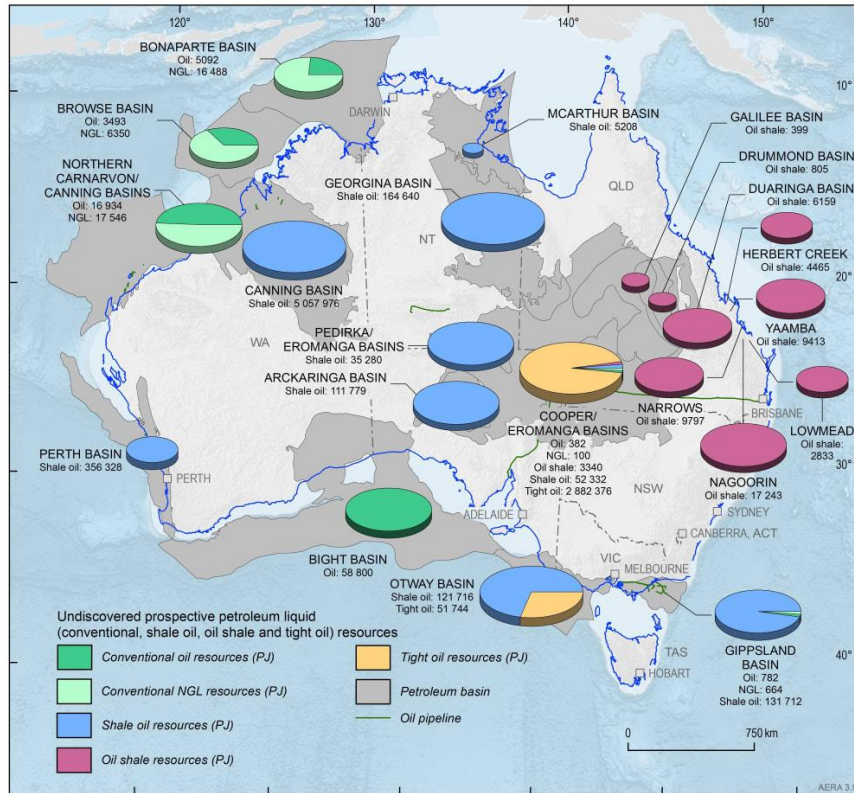 120°
130°
140°
150°
BONAPARTE BASIN
Oil: 5092
NGL: 16 488
10°
10°
BROWSE BASIN
Oil: 3493
NGL: 6350
DARWIN
MCARTHUR BASIN
Shale oil: 5208
GALILEE BASIN
Oil shale: 399
DRUMMOND BASIN
Oil shale: 805
DUARINGA BASIN
Oil shale: 6159
NORTHERN
CARNARVON/
CANNING BASINS
Oil: 16 934
NGL: 17 546
GEORGINA BASIN
Shale oil: 164 640
QLD
NT
HERBERT CREEK
Oil shale: 4465
20°
20°
CANNING BASIN
Shale oil: 5 057 976
YAAMBA
Oil shale: 9413
WA
PEDIRKA/
EROMANGA BASINS
Shale oil: 35 280
ARCKARINGA BASIN
Shale oil: 111 779
NARROWS
Oil shale: 9797
BRISBANE
LOWMEAD
Oil shale:
2833
COOPER/
EROMANGA BASINS
Oil: 382
NGL: 100
Oil shale: 3340
Shale oil: 52 332
Tight oil: 2 882 376
PERTH BASIN
Shale oil: 356 328
PERTH
30°
30°
NAGOORIN
Oil shale: 17 243
NSW
ADELAIDE
SYDNEY
CANBERRA, ACT
BIGHT BASIN
Oil: 58 800
VIC
MELBOURNE
OTWAY BASIN
Shale oil: 121 716
Tight oil: 51 744
GIPPSLAND
BASIN
Oil: 782
NGL: 664
Shale oil: 131 712
TAS
HOBART
40°
40°
Undiscovered prospective petroleum liquid
(conventional, shale oil, oil shale and tight oil) resources
Conventional oil resources (PJ)
Conventional NGL resources (PJ)
Shale oil resources (PJ)
Oil shale resources (PJ)
Tight oil resources (PJ)
Petroleum basin
Oil pipeline
0
750 km